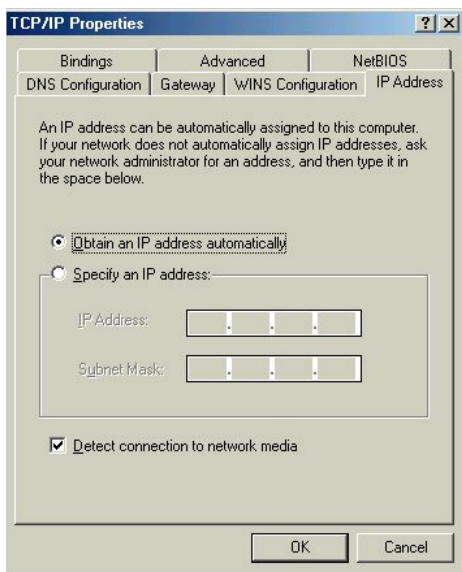 TCP/IP Properties ? ×
Bindings Advanced NetBIOS
DNS Configuration Gateway WINS Configuration IP Address
An IP address can be automatically assigned to this computer.
If your network does not automatically assign IP addresses, ask
your network administrator for an address, and then type it in
the space below.
Obtain an IP address automatically
Specify an IP address:
IP Address: . . .
Subnet Mask: . . .
Detect connection to network media
OK Cancel